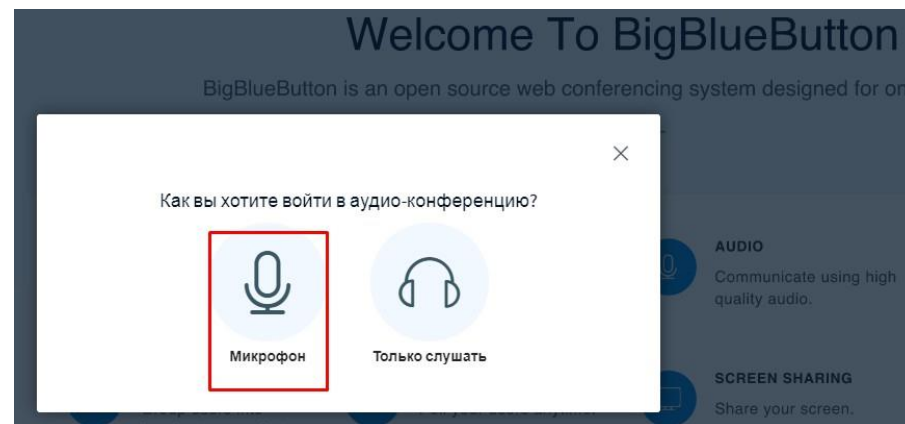 Welcome To BigBlueButton
BigBlueButton is an open source web conferencing system designed for
Как вы хотите войти в аудио-конференцию?
Микрофон
Только слушать
AUDIO
Communicate using high
quality audio.
SCREEN SHARING
Share your screen.